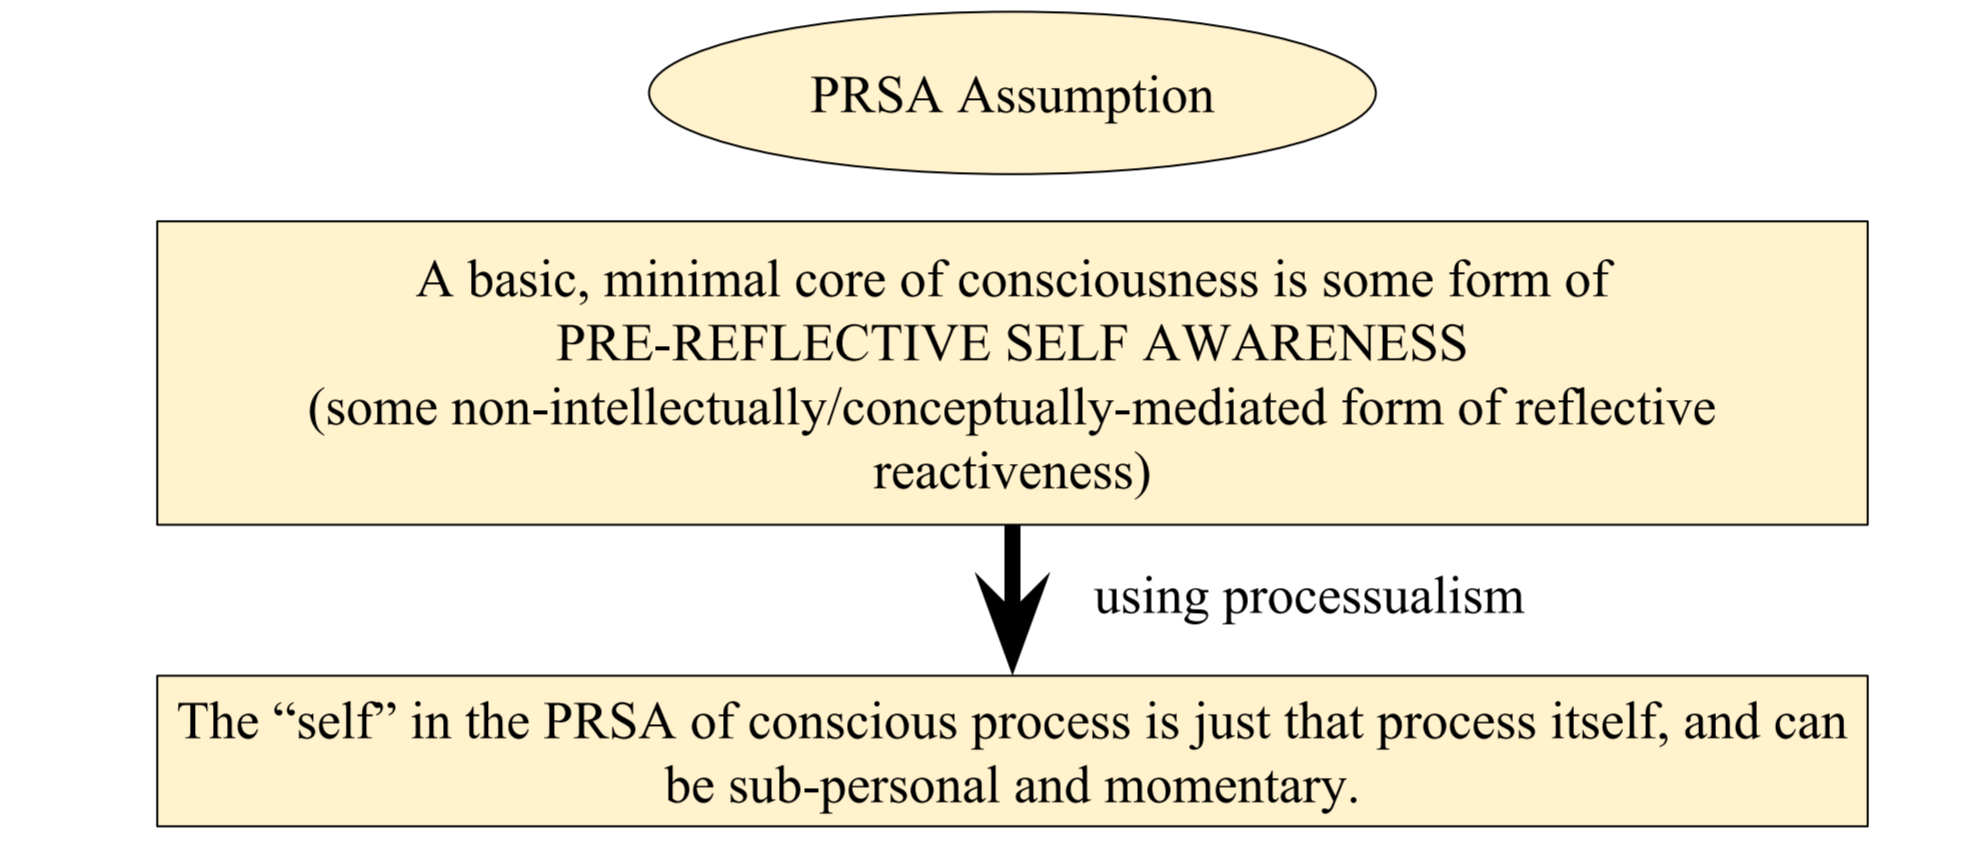 PRSA Assumption
A basic, minimal core of consciousness is some form of
PRE-REFLECTIVE SELF AWARENESS
(some non-intellectually/conceptually-mediated form of reflective
reactiveness)
using processualism
The “self” in the PRSA of conscious process is just that process itself, and can
be sub-personal and momentary.